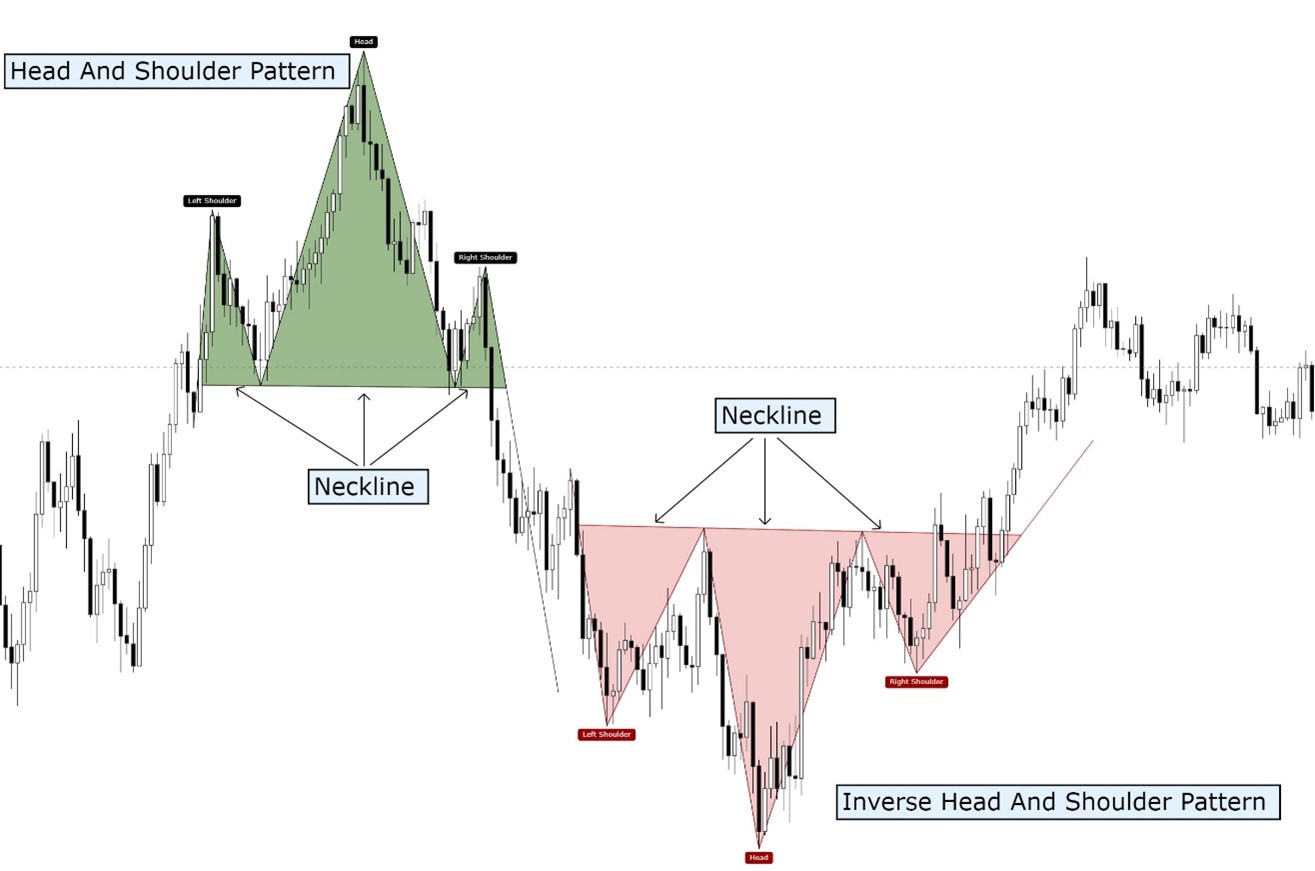 Head
Head And Shoulder Pattern
Left Shoulder
Right Shoulder
Neckline
Neckline
Right Shoulder
Left Shoulder
Inverse Head And Shoulder Pattern
Head